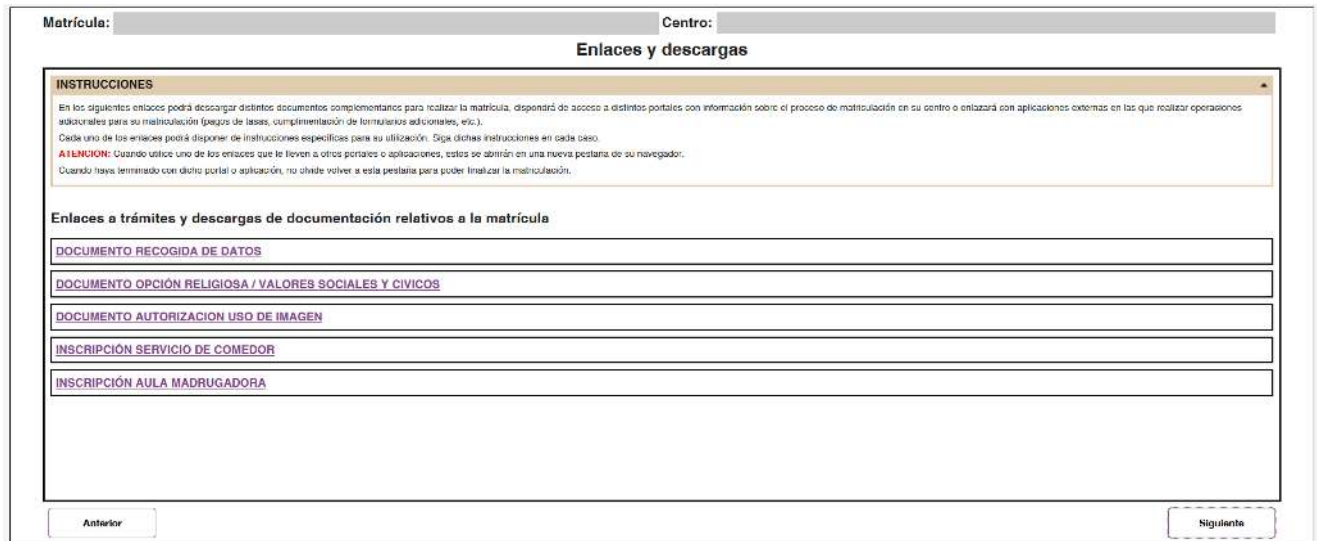 Matrícula:
Centro:
Enlaces y descargas
INSTRUCCIONES
En los siguientes enlaces podrá descargar distintos documentos complementarios para realizar la matrícula, dispondrá de acceso a distintos portales con información sobre el proceso de matriculación en su centro o enlazará con aplicaciones externas en las que realizar operaciones
adicionales para su matriculación (pagos de tasas, cumplimentación de formularios adicionales, etc.).
Cada uno de los enlaces podrá disponer de instrucciones específicas para su utilización. Siga dichas instrucciones en cada caso.
ATENCIÓN: Cuando utilice uno de los enlaces que le lleven a otros portales o aplicaciones, estos se abrirán en una nueva pestaña de su navegador.
Cuando haya terminado con dicho portal o aplicación, no olvide volver a esta pestaña para poder finalizar la matriculación.
Enlaces a trámites y descargas de documentación relativos a la matrícula
DOCUMENTO RECOGIDA DE DATOS
DOCUMENTO OPCIÓN RELIGIOSA / VALORES SOCIALES Y CIVICOS
DOCUMENTO AUTORIZACION USO DE IMAGEN
INSCRIPCIÓN SERVICIO DE COMEDOR
INSCRIPCIÓN AULA MADRUGADORA
Anterior
Siguiente